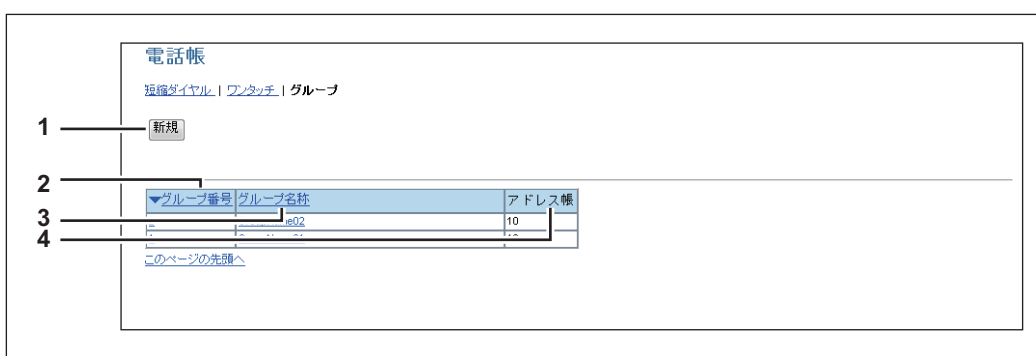 電話帳
短縮ダイヤル | ワンタッチ | グループ
1
新規
2
▼グループ番号 グループ名称 アドレス帳
3
e02 10
4
このページの先頭へ